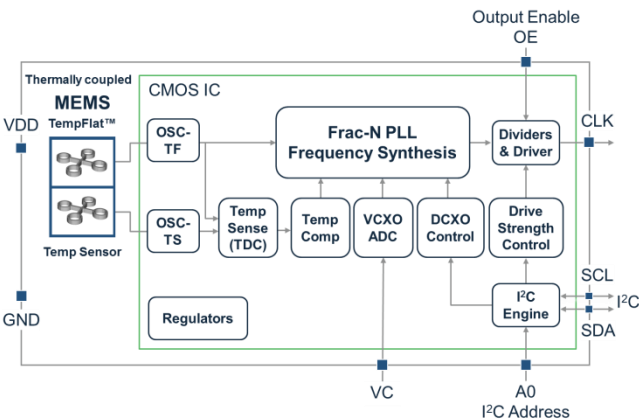 Output Enable
OE
Thermally coupled
MEMS
TempFlat™
CMOS IC
VDD
CLK
OSC-
TF
Frac-N PLL
Frequency Synthesis
Dividers
& Driver
OSC-
TS
Temp
Sense
(TDC)
Temp
Comp
VCXO
ADC
DCXO
Control
Drive
Strength
Control
Temp Sensor
SCL
I²C
SDA
I²C
Engine
GND
Regulators
VC
A0
I²C Address